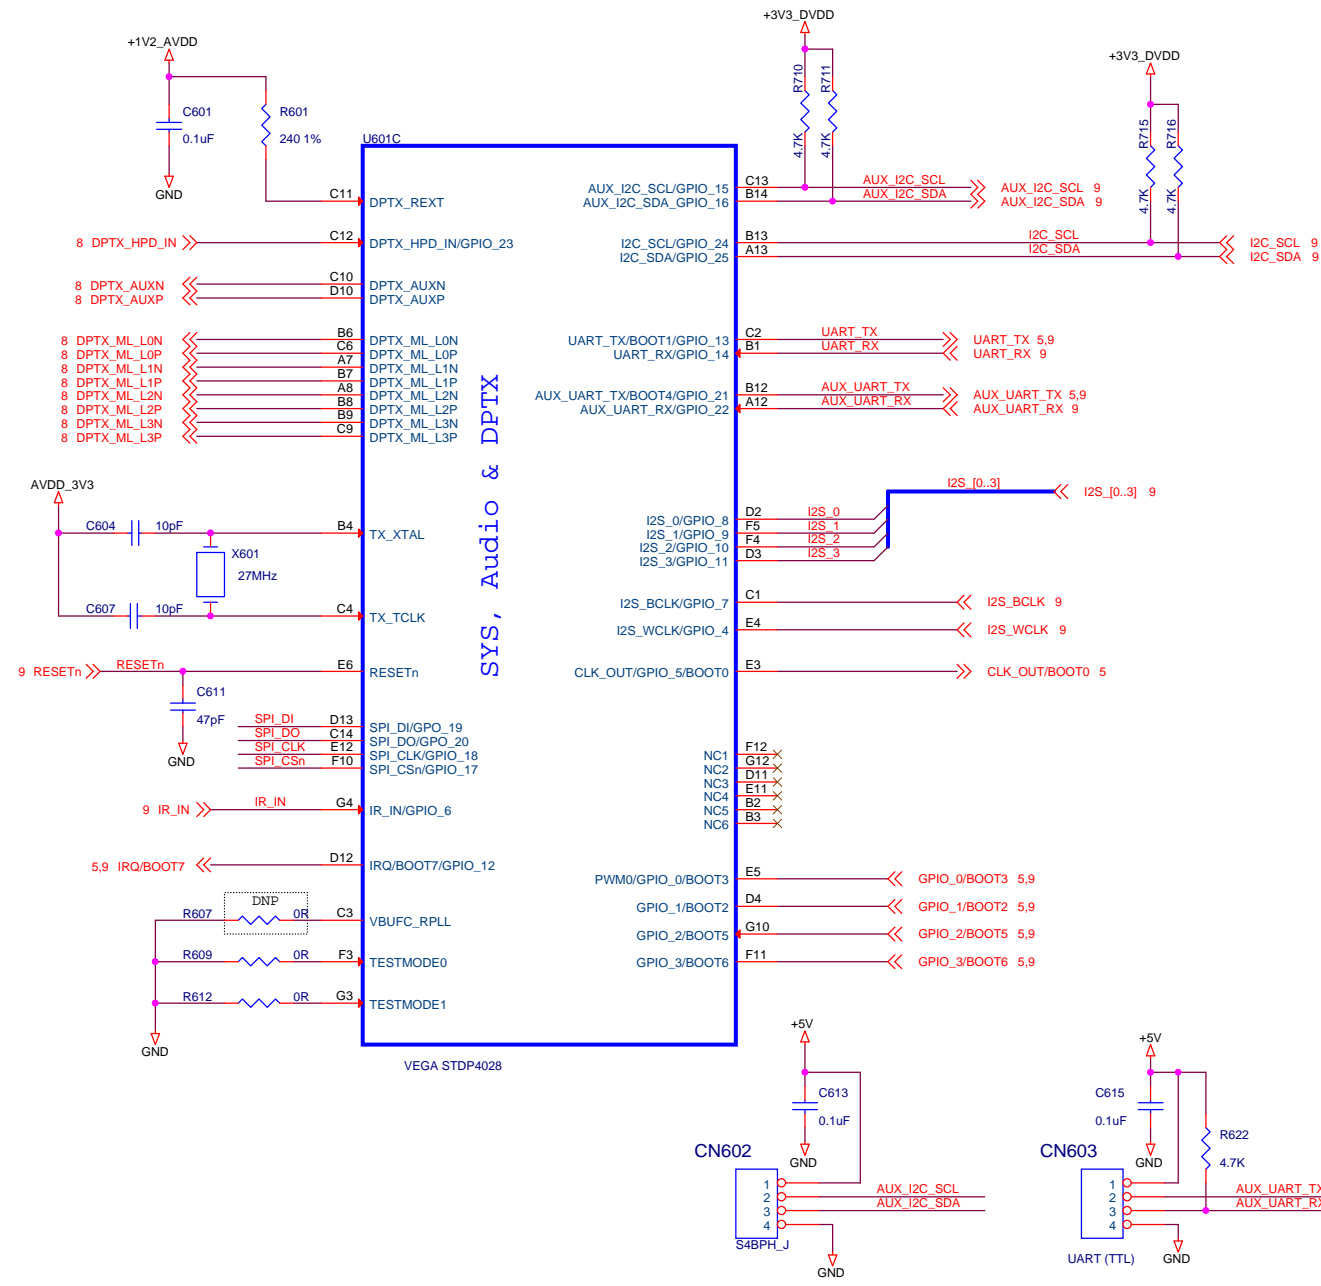 +3V3_DVDD
+1V2_AVDD
+3V3_DVDD
C601
0.1uF
GND
R601
240 1%
R710
4.7K
R711
4.7K
R715
4.7K
R716
4.7K
U601C
C11 DPTX_REXT
8 DPTX_HPD_IN C12 DPTX_HPD_IN/GPIO_23
8 DPTX_AUXN C10 DPTX_AUXN
8 DPTX_AUXP D10 DPTX_AUXP
8 DPTX_ML_L0N B6 DPTX_ML_L0N
8 DPTX_ML_L0P C6 DPTX_ML_L0P
8 DPTX_ML_L1N A7 DPTX_ML_L1N
8 DPTX_ML_L1P B7 DPTX_ML_L1P
8 DPTX_ML_L2N A8 DPTX_ML_L2N
8 DPTX_ML_L2P B8 DPTX_ML_L2P
8 DPTX_ML_L3N B9 DPTX_ML_L3N
8 DPTX_ML_L3P C9 DPTX_ML_L3P
AVDD_3V3
C604 10pF B4 TX_XTAL
X601
27MHz
C607 10pF C4 TX_TCLK
9 RESETn RESETn E6 RESETn
C611
47pF
GND
SPI_DI D13 SPI_DI/GPO_19
SPI_DO C14 SPI_DO/GPO_20
SPI_CLK E12 SPI_CLK/GPIO_18
SPI_CSn F10 SPI_CSn/GPIO_17
9 IR_IN IR_IN G4 IR_IN/GPIO_6
5,9 IRQ/BOOT7 D12 IRQ/BOOT7/GPIO_12
DNP
R607 0R C3 VBUFC_RPLL
R609 0R F3 TESTMODE0
R612 0R G3 TESTMODE1
GND
SYS, Audio & DPTX
AUX_I2C_SCL/GPIO_15 C13 AUX_I2C_SCL AUX_I2C_SCL 9
AUX_I2C_SDA_GPIO_16 B14 AUX_I2C_SDA AUX_I2C_SDA 9
I2C_SCL/GPIO_24 B13 I2C_SCL I2C_SCL 9
I2C_SDA/GPIO_25 A13 I2C_SDA I2C_SDA 9
UART_TX/BOOT1/GPIO_13 C2 UART_TX UART_TX 5,9
UART_RX/GPIO_14 B1 UART_RX UART_RX 9
AUX_UART_TX/BOOT4/GPIO_21 B12 AUX_UART_TX AUX_UART_TX 5,9
AUX_UART_RX/GPIO_22 A12 AUX_UART_RX AUX_UART_RX 9
I2S_[0..3] I2S_[0..3] 9
I2S_0/GPIO_8 D2 I2S_0
I2S_1/GPIO_9 F5 I2S_1
I2S_2/GPIO_10 F4 I2S_2
I2S_3/GPIO_11 D3 I2S_3
I2S_BCLK/GPIO_7 C1 I2S_BCLK 9
I2S_WCLK/GPIO_4 E4 I2S_WCLK 9
CLK_OUT/GPIO_5/BOOT0 E3 CLK_OUT/BOOT0 5
NC1 F12
NC2 G12
NC3 D11
NC4 E11
NC5 B2
NC6 B3
PWM0/GPIO_0/BOOT3 E5 GPIO_0/BOOT3 5,9
GPIO_1/BOOT2 D4 GPIO_1/BOOT2 5,9
GPIO_2/BOOT5 G10 GPIO_2/BOOT5 5,9
GPIO_3/BOOT6 F11 GPIO_3/BOOT6 5,9
VEGA STDP4028
+5V
C613
0.1uF
GND
CN602
1
2 AUX_I2C_SCL
3 AUX_I2C_SDA
4
S4BPH_J
GND
+5V
C615
0.1uF
GND
R622
4.7K
CN603
1
2 AUX_UART_TX
3 AUX_UART_RX
4
UART (TTL)
GND